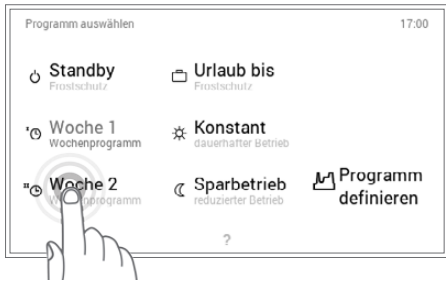 Programm auswählen 17:00
Standby
Frostschutz
Urlaub bis
Frostschutz
Woche 1
Wochenprogramm
Konstant
dauerhafter Betrieb
Woche 2
Wochenprogramm
Sparbetrieb
reduzierter Betrieb
Programm
definieren
?